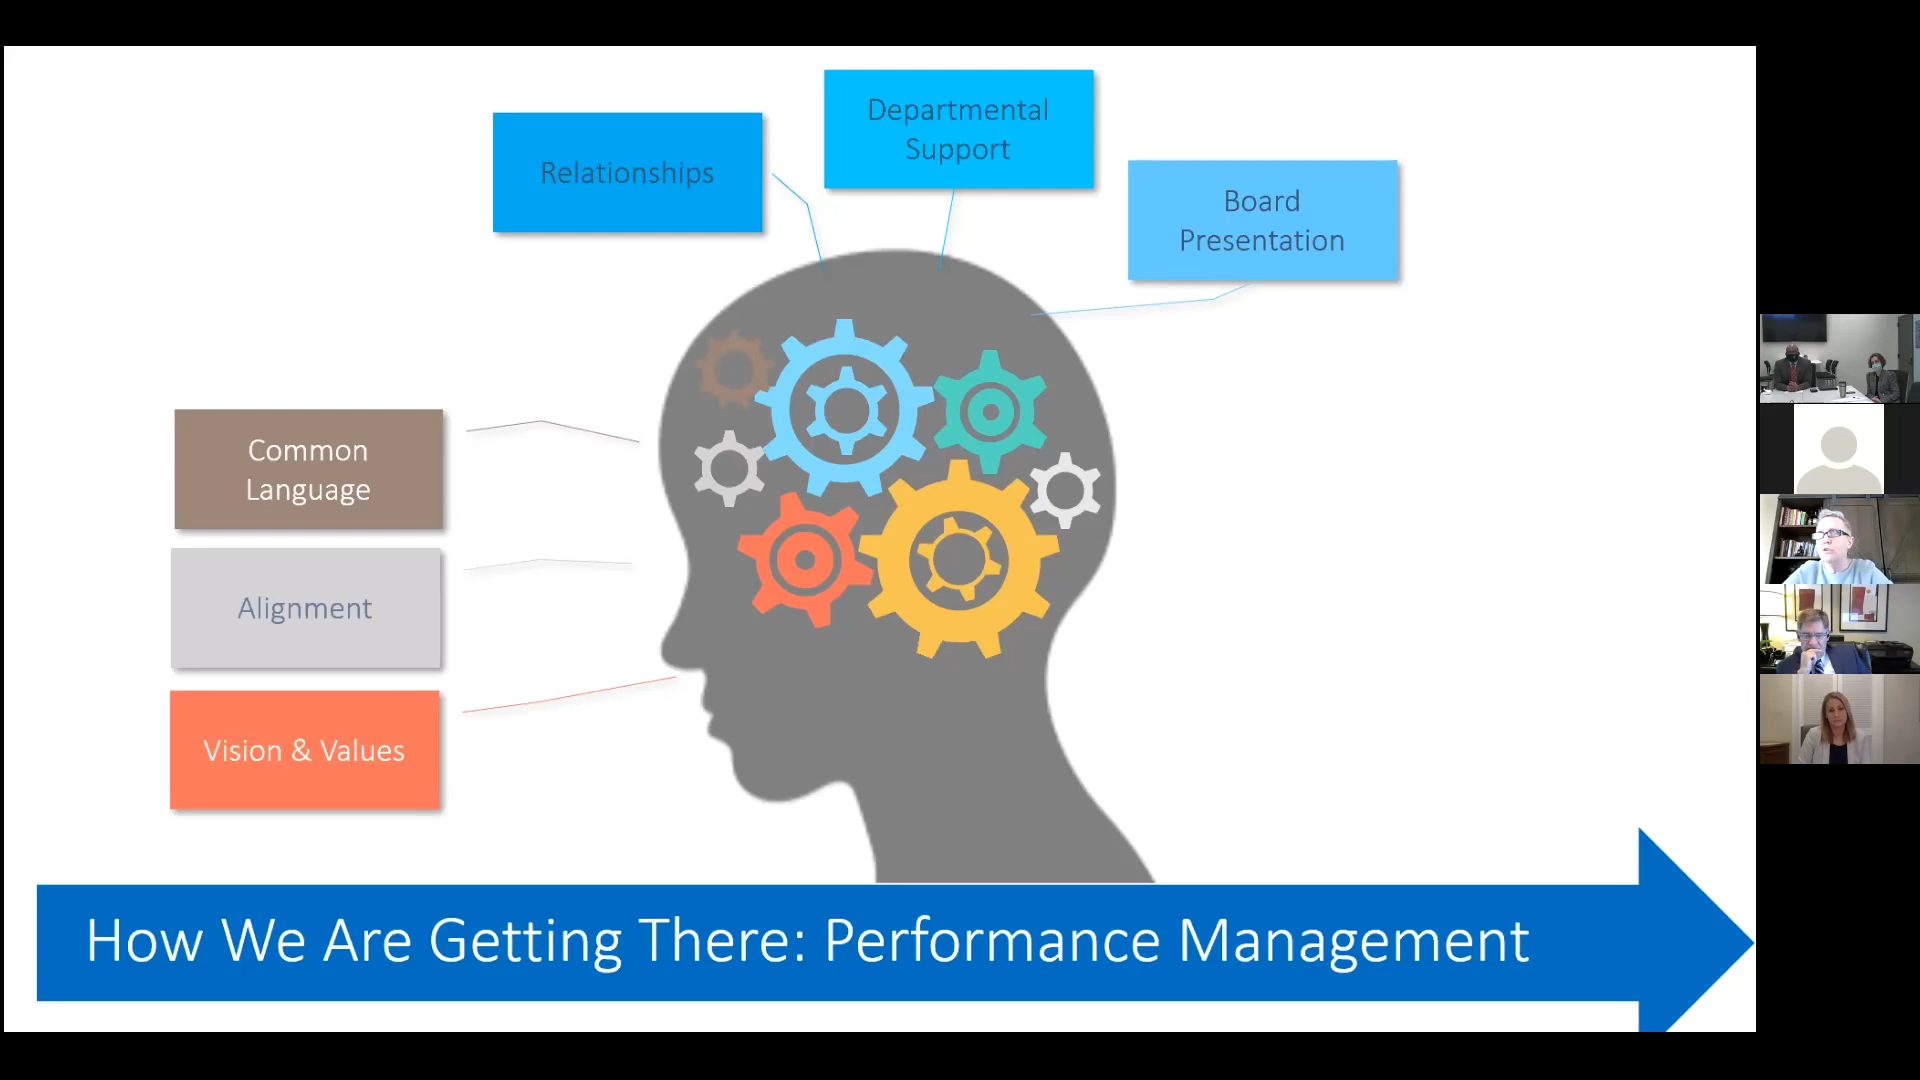 Departmental
Support
Relationships
Board
Presentation
Common
Language
Alignment
Vision & Values
How We Are Getting There: Performance Management